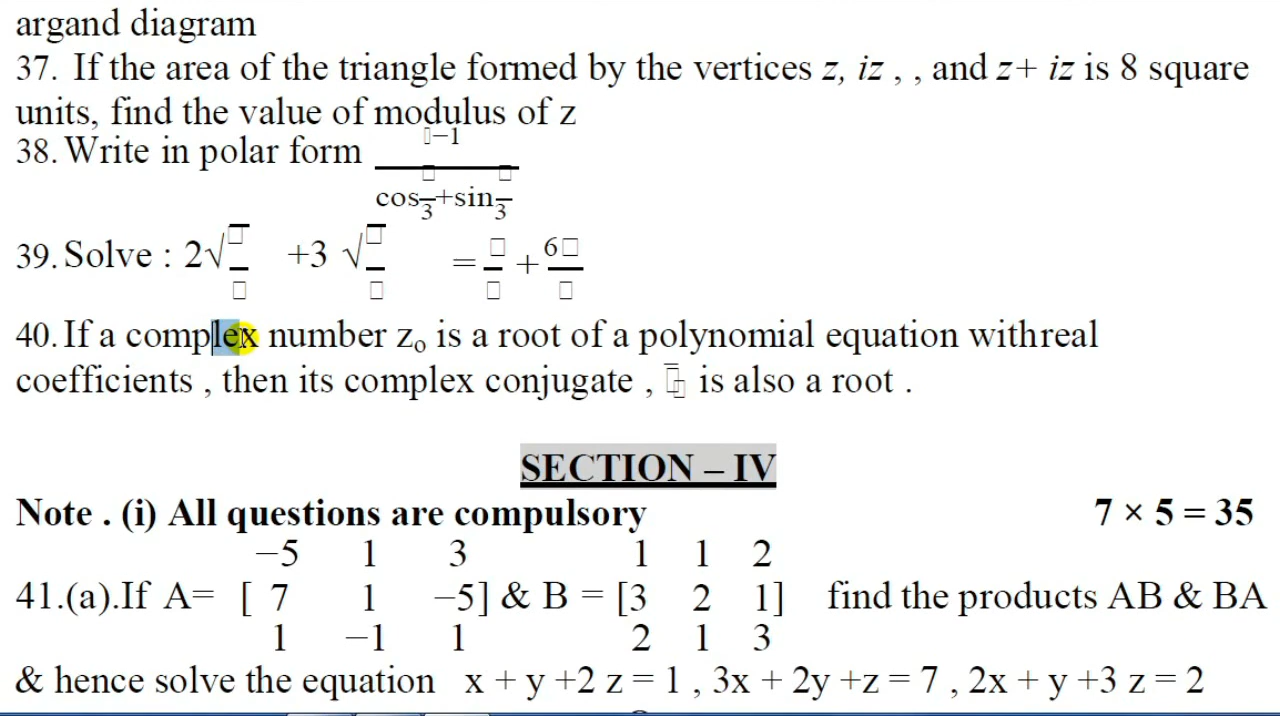 argand diagram
37. If the area of the triangle formed by the vertices z, iz , , and z+ iz is 8 square
units, find the value of modulus of z
38. Write in polar form □−1 / cos □/3 +sin □/3
39. Solve : 2√□/□ +3 √□/□ = □/□ + 6□/□
40. If a complex number zₒ is a root of a polynomial equation withreal
coefficients , then its complex conjugate , is also a root .
SECTION – IV
Note . (i) All questions are compulsory 7 × 5 = 35
−5 1 3 1 1 2
41.(a).If A= [ 7 1 −5] & B = [3 2 1] find the products AB & BA
1 −1 1 2 1 3
& hence solve the equation x + y +2 z = 1 , 3x + 2y +z = 7 , 2x + y +3 z = 2